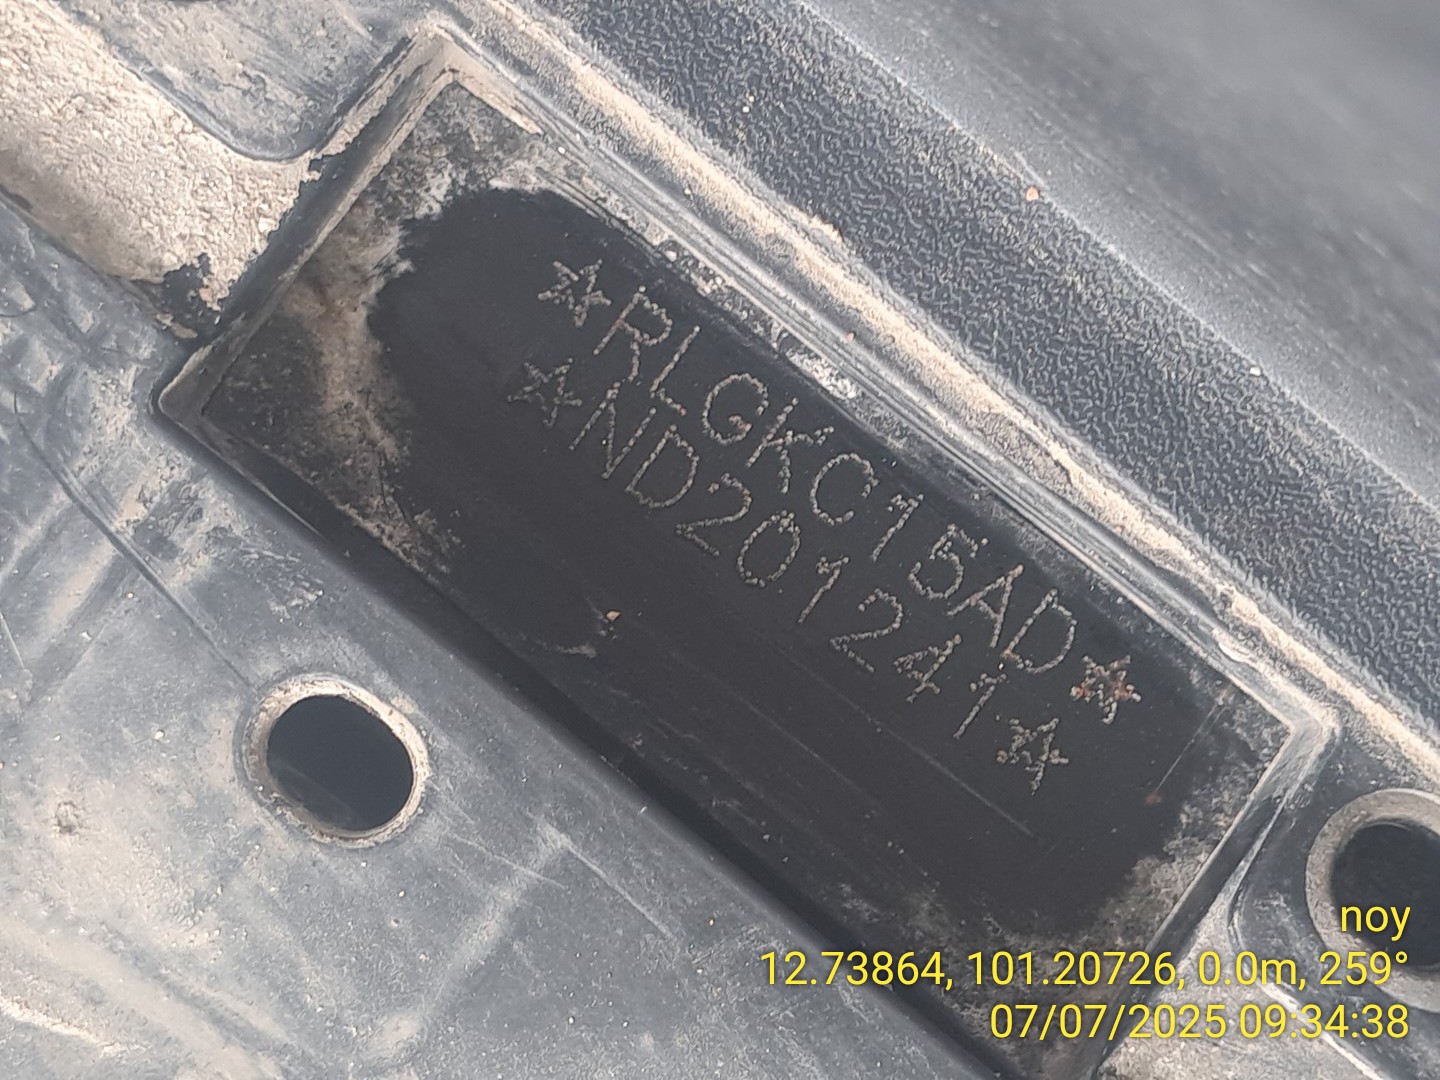 ☆RLGKC15AD☆
☆ND201241☆
noy
12.73864, 101.20726, 0.0m, 259°
07/07/2025 09:34:38